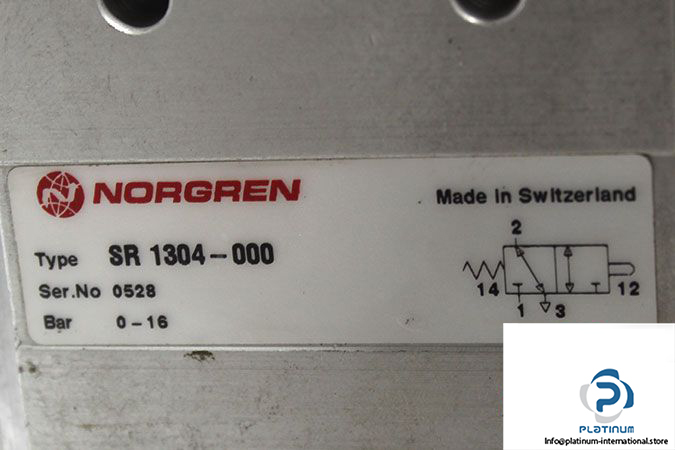 NORGREN
Made in Switzerland
Type SR 1304-000
Ser.No 0528
Bar 0-16
2
14 12
1 3
PLATINUM
Info@platinum-international.store